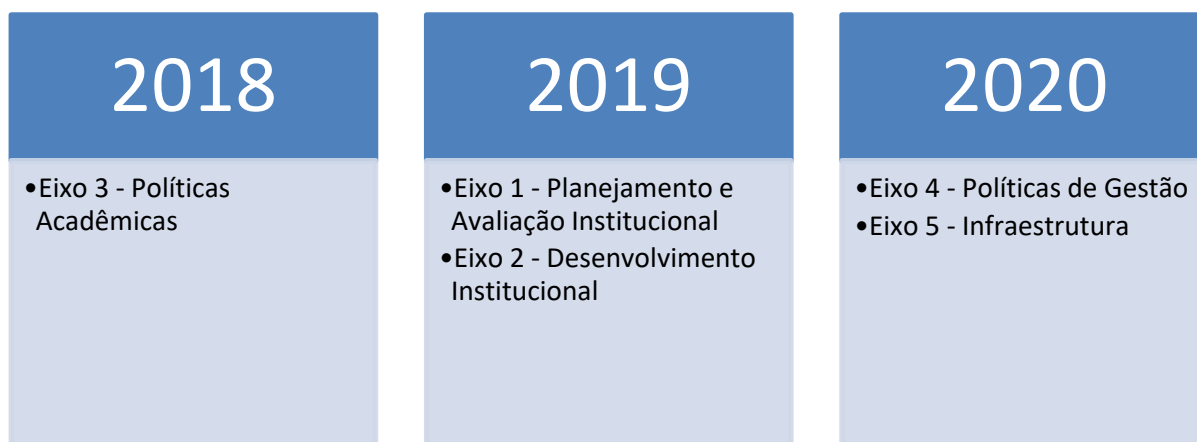 2018
•Eixo 3 - Políticas
Acadêmicas
2019
•Eixo 1 - Planejamento e
Avaliação Institucional
•Eixo 2 - Desenvolvimento
Institucional
2020
•Eixo 4 - Políticas de Gestão
•Eixo 5 - Infraestrutura